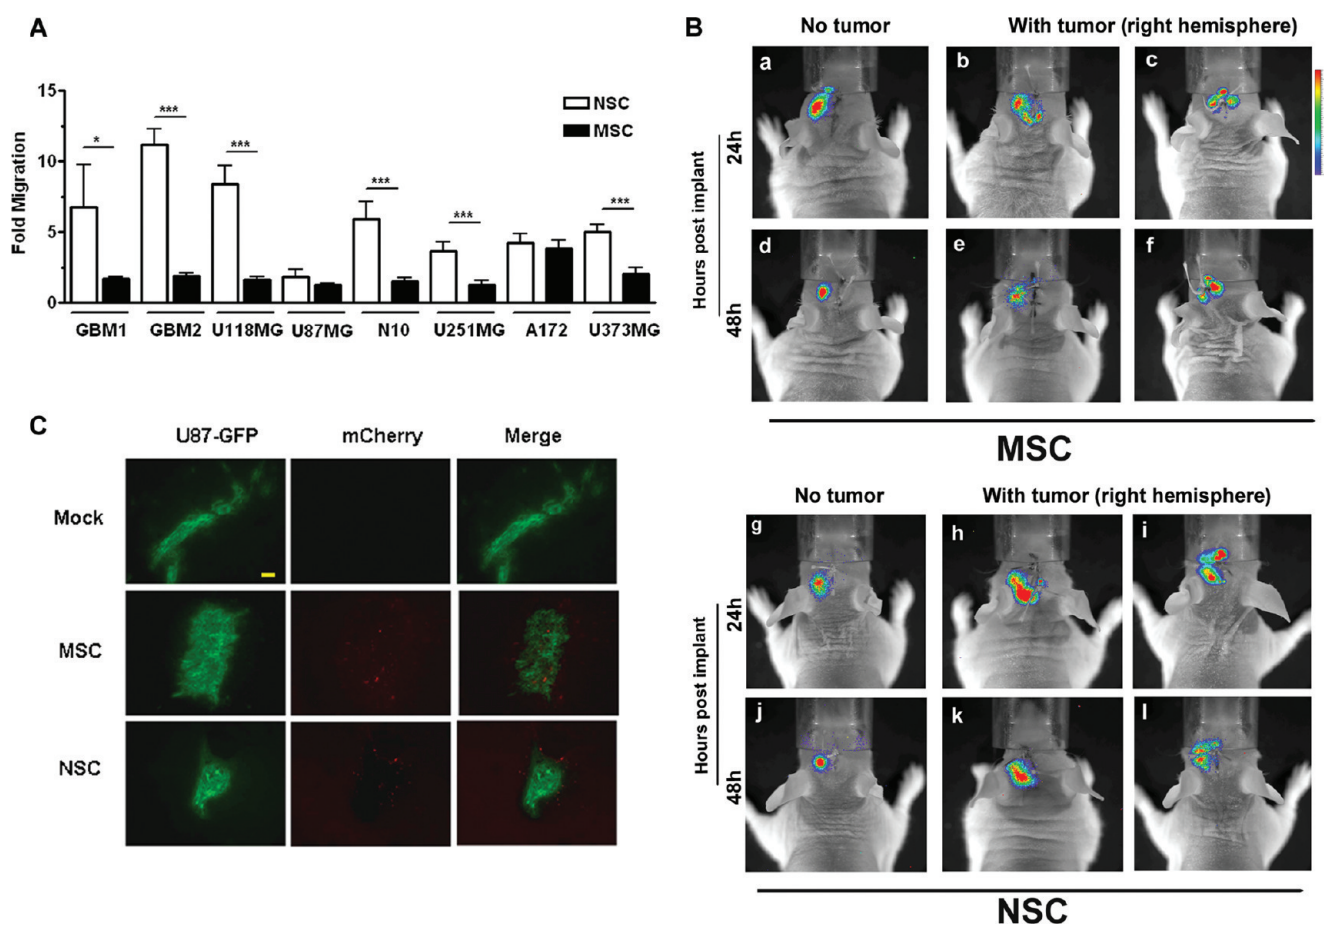 A
15
10
5
0
Fold Migration
NSC
MSC
*
***
***
***
***
***
GBM1
GBM2
U118MG
U87MG
N10
U251MG
A172
U373MG
B
No tumor
With tumor (right hemisphere)
a
b
c
24h
d
e
f
48h
Hours post implant
MSC
No tumor
With tumor (right hemisphere)
g
h
i
24h
j
k
l
48h
Hours post implant
NSC
C
U87-GFP
mCherry
Merge
Mock
MSC
NSC